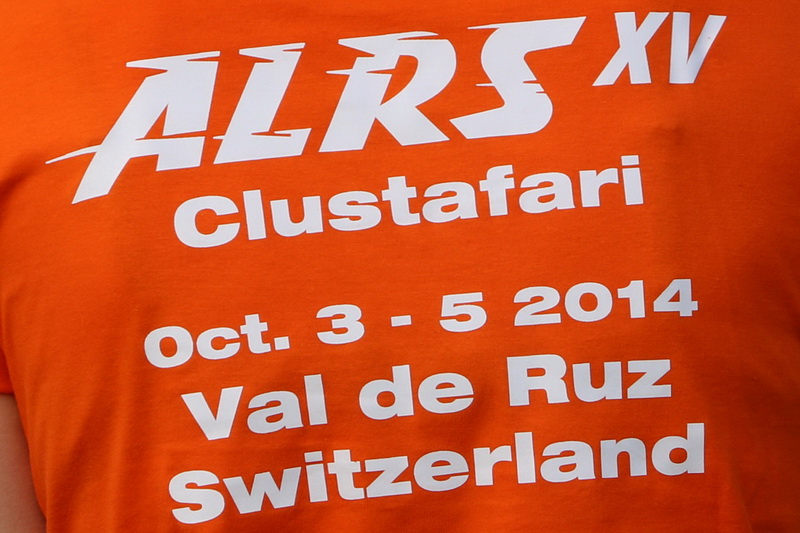 ALRS XV
Clustafari
Oct. 3 - 5 2014
Val de Ruz
Switzerland